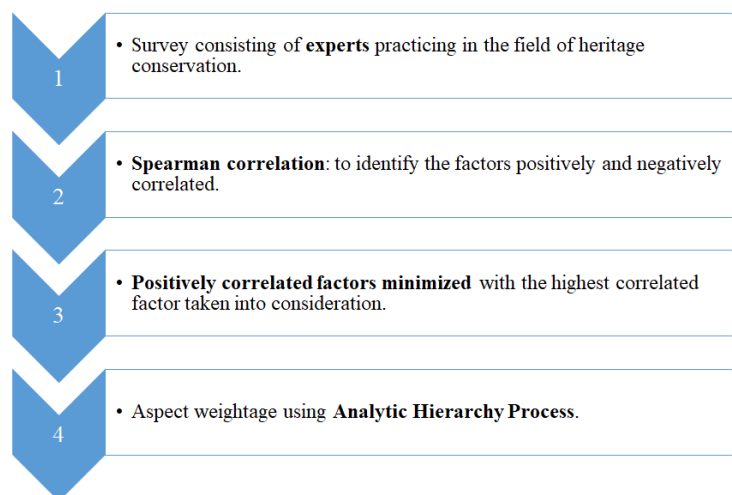 1
• Survey consisting of experts practicing in the field of heritage
conservation.
2
• Spearman correlation: to identify the factors positively and negatively
correlated.
3
• Positively correlated factors minimized with the highest correlated
factor taken into consideration.
4
• Aspect weightage using Analytic Hierarchy Process.